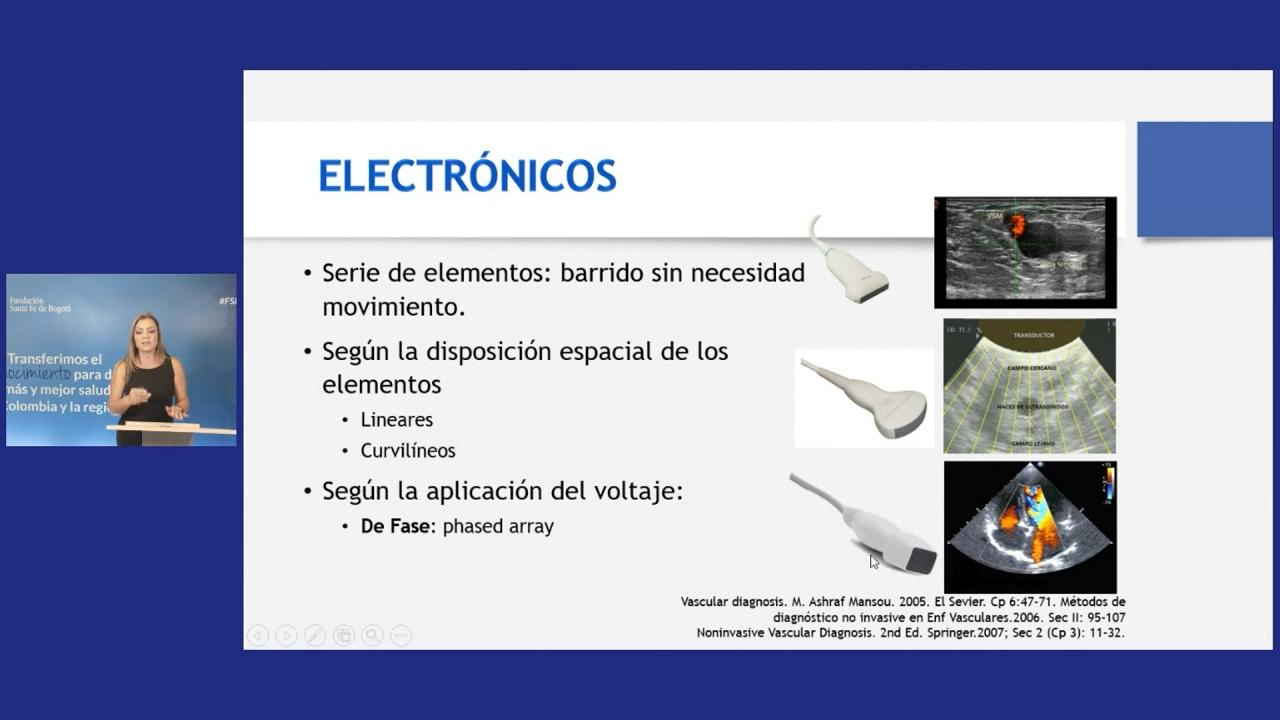 ELECTRÓNICOS
• Serie de elementos: barrido sin necesidad
movimiento.
• Según la disposición espacial de los
elementos
• Lineares
• Curvilíneos
• Según la aplicación del voltaje:
• De Fase: phased array
VSM
TRANSDUCTOR
CAMPO CERCANO
HACES DE ULTRASONIDOS
CAMPO LEJANO
Vascular diagnosis. M. Ashraf Mansou. 2005. El Sevier. Cp 6:47-71. Métodos de
diagnóstico no invasive en Enf Vasculares.2006. Sec II: 95-107
Noninvasive Vascular Diagnosis. 2nd Ed. Springer.2007; Sec 2 (Cp 3): 11-32.
Fundación
Santa Fe de Bogotá
#FS
Transferimos el
ocimiento para d
más y mejor salud
Colombia y la regi